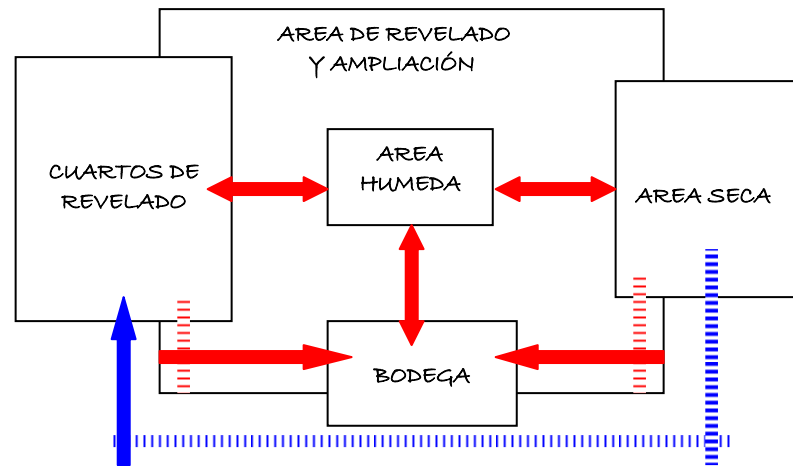 AREA DE REVELADO
Y AMPLIACIÓN
CUARTOS DE
REVELADO
AREA
HUMEDA
AREA SECA
BODEGA